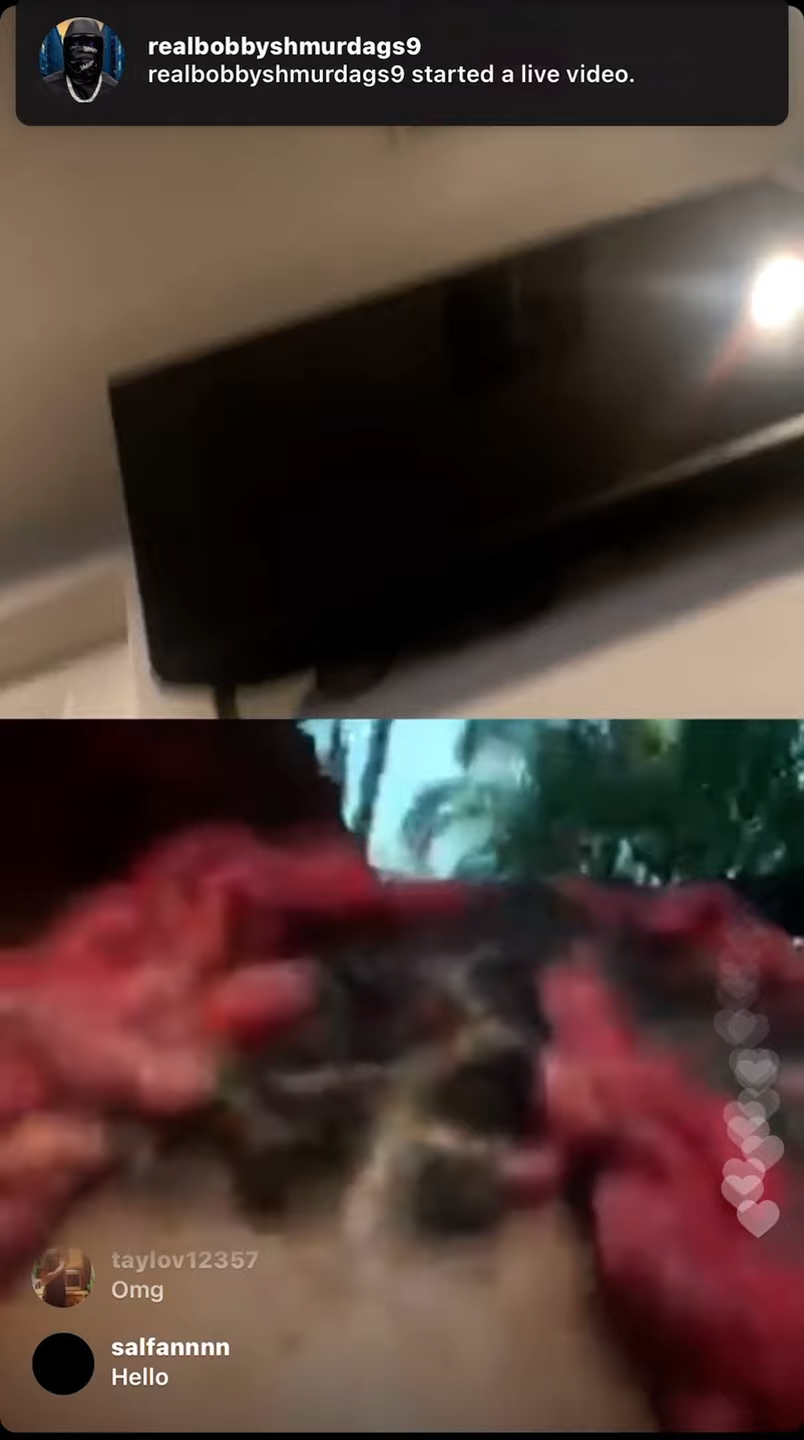 realbobbyshmurdags9
realbobbyshmurdags9 started a live video.
taylov12357
Omg
salfannnn
Hello